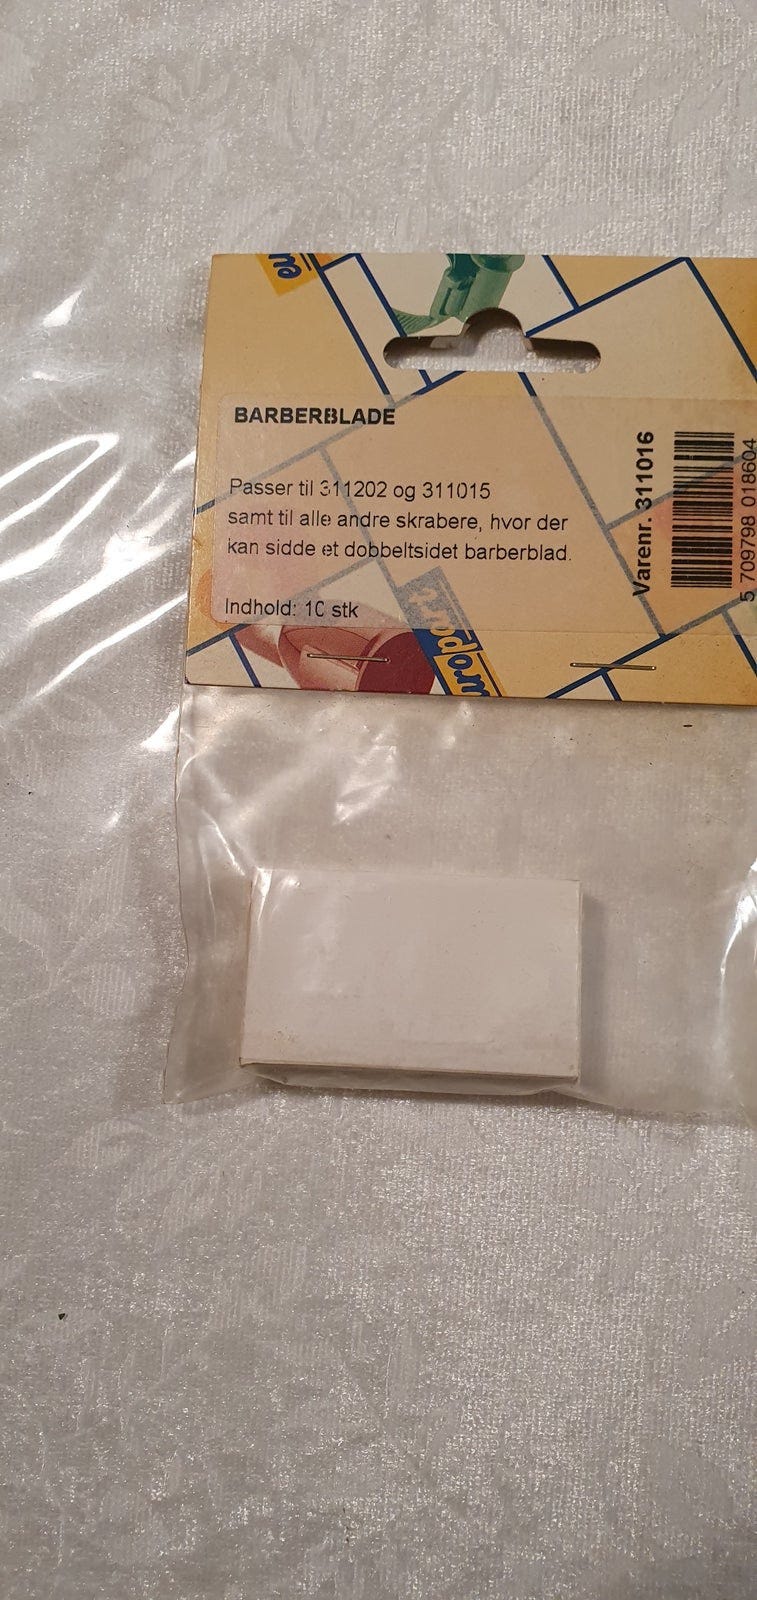 BARBERBLADE
Passer til 311202 og 311015
samt til alle andre skrabere, hvor der
kan sidde et dobbeltsidet barberblad.
Indhold: 10 stk
Varenr. 311016
5 709798 018604